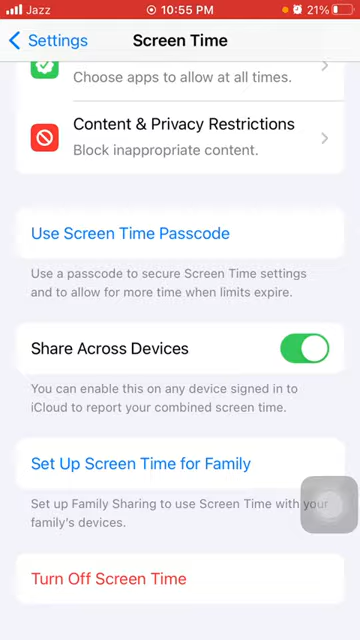 Jazz 10:55 PM 21%
Settings Screen Time
Choose apps to allow at all times.
Content & Privacy Restrictions
Block inappropriate content.
Use Screen Time Passcode
Use a passcode to secure Screen Time settings
and to allow for more time when limits expire.
Share Across Devices
You can enable this on any device signed in to
iCloud to report your combined screen time.
Set Up Screen Time for Family
Set up Family Sharing to use Screen Time with your
family's devices.
Turn Off Screen Time